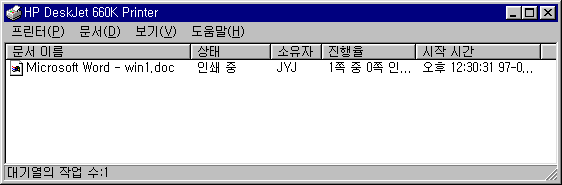 HP DeskJet 660K Printer
프린터(P) 문서(D) 보기(V) 도움말(H)
문서 이름 상태 소유자 진행율 시작 시간
Microsoft Word - win1.doc 인쇄 중 JYJ 1쪽 중 0쪽 인... 오후 12:30:31 97-0...
대기열의 작업 수:1